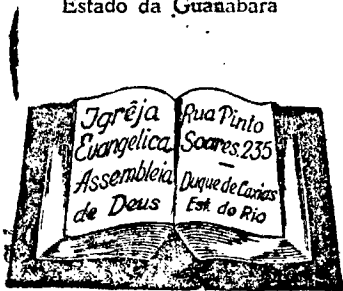 Estado da Guanabara
Igrêja
Evangelica
Assembleia
de Deus
Rua Pinto
Soares, 235
Duque de Caxias
Est. do Rio